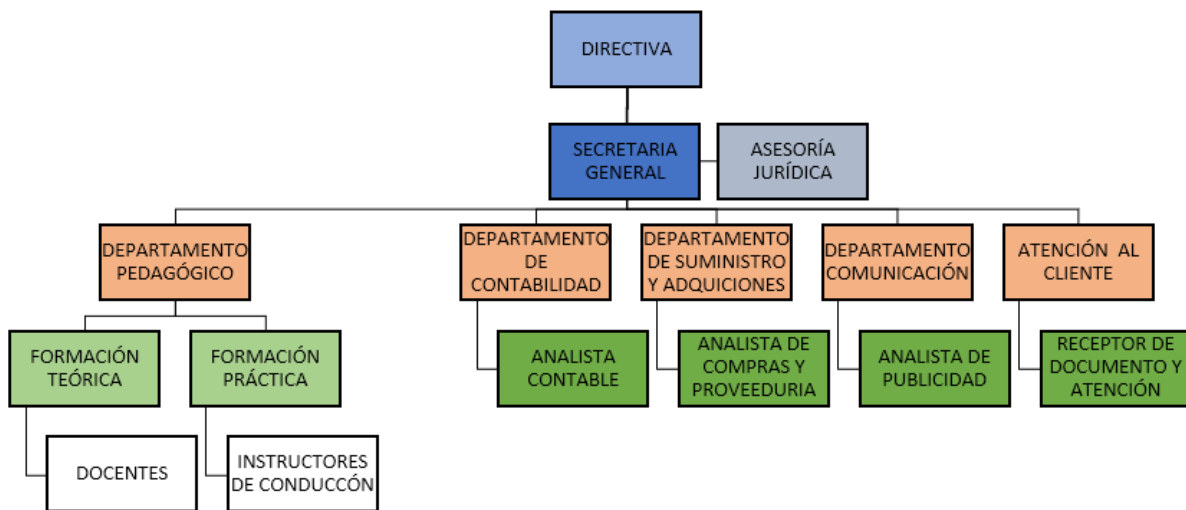 DIRECTIVA
SECRETARIA
GENERAL
ASESORÍA
JURÍDICA
DEPARTAMENTO
PEDAGÓGICO
DEPARTAMENTO
DE
CONTABILIDAD
DEPARTAMENTO
DE SUMINISTRO
Y ADQUICIONES
DEPARTAMENTO
COMUNICACIÓN
ATENCIÓN AL
CLIENTE
FORMACIÓN
TEÓRICA
FORMACIÓN
PRÁCTICA
ANALISTA
CONTABLE
ANALISTA DE
COMPRAS Y
PROVEEDURIA
ANALISTA DE
PUBLICIDAD
RECEPTOR DE
DOCUMENTO Y
ATENCIÓN
DOCENTES
INSTRUCTORES
DE CONDUCCÓN